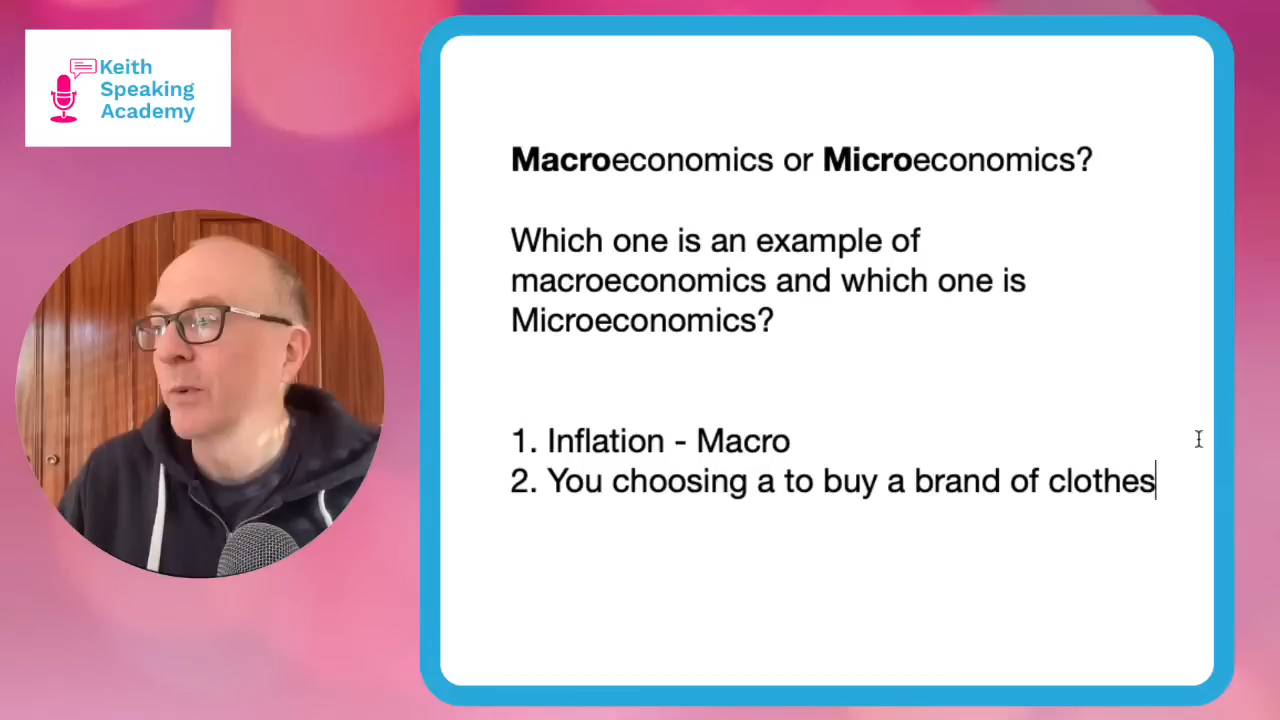 Keith
Speaking
Academy
Macroeconomics or Microeconomics?
Which one is an example of
macroeconomics and which one is
Microeconomics?
1. Inflation - Macro
2. You choosing a to buy a brand of clothes